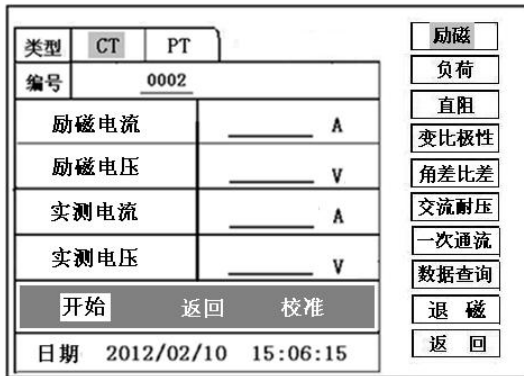 类型 CT PT
编号 0002
励磁电流 A
励磁电压 V
实测电流 A
实测电压 V
开始 返回 校准
日期 2012/02/10 15:06:15
励磁
负荷
直阻
变比极性
角差比差
交流耐压
一次通流
数据查询
退 磁
返 回